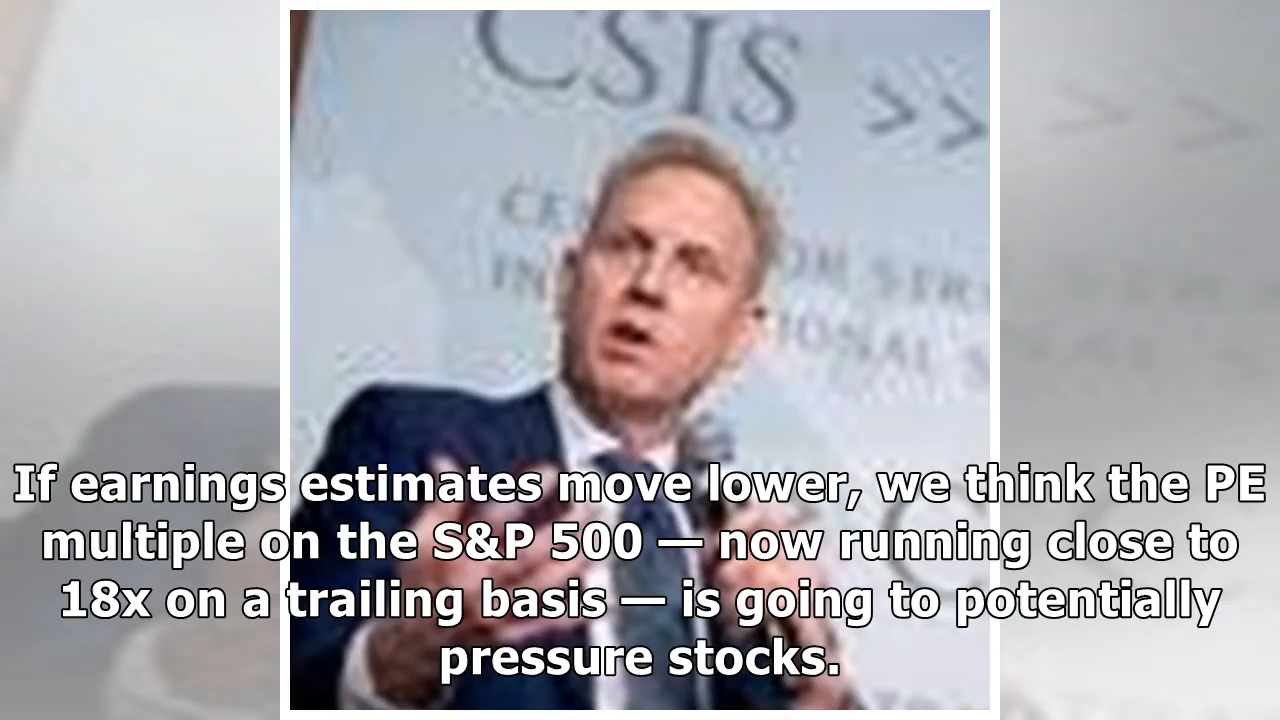 CSIS >>
If earnings estimates move lower, we think the PE
multiple on the S&P 500 — now running close to
18x on a trailing basis — is going to potentially
pressure stocks.